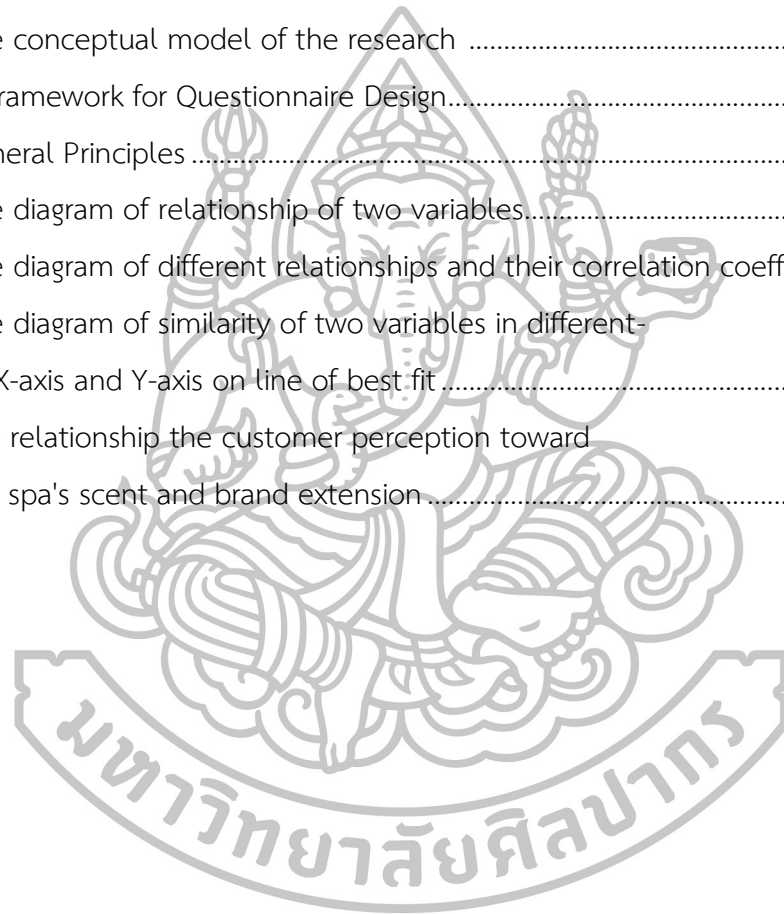 conceptual model of the research ........................................................................
Framework for Questionnaire Design........................................................................
Principles ........................................................................
diagram of relationship of two variables........................................................................
diagram of different relationships and their correlation
diagram of similarity of two variables in different-
X-axis and Y-axis on line of best fit ........................................................................
relationship the customer perception toward
spa's scent and brand extension ........................................................................
มหาวิทยาลัยศิลปากร